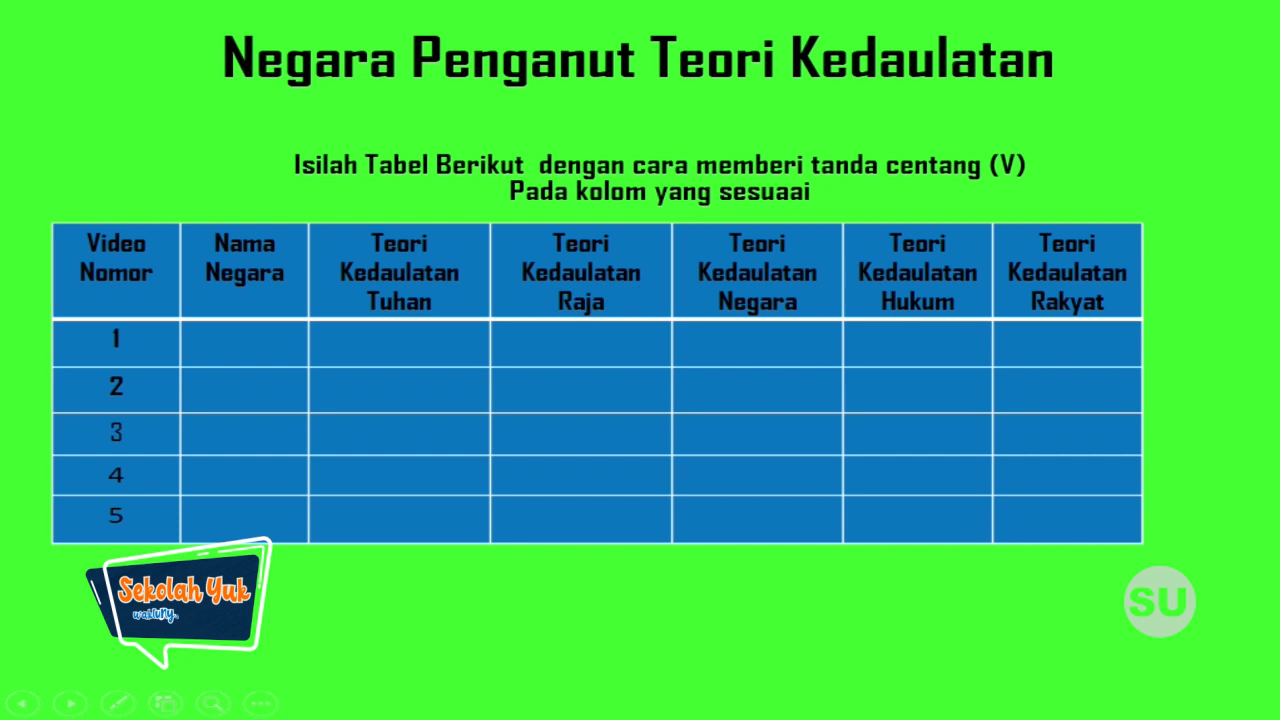 Negara Penganut Teori Kedaulatan
Isilah Tabel Berikut dengan cara memberi tanda centang (V)
Pada kolom yang sesuaai
Video Nomor
Nama Negara
Teori Kedaulatan Tuhan
Teori Kedaulatan Raja
Teori Kedaulatan Negara
Teori Kedaulatan Hukum
Teori Kedaulatan Rakyat
1
2
3
4
5
Sekolah Yuk
SU